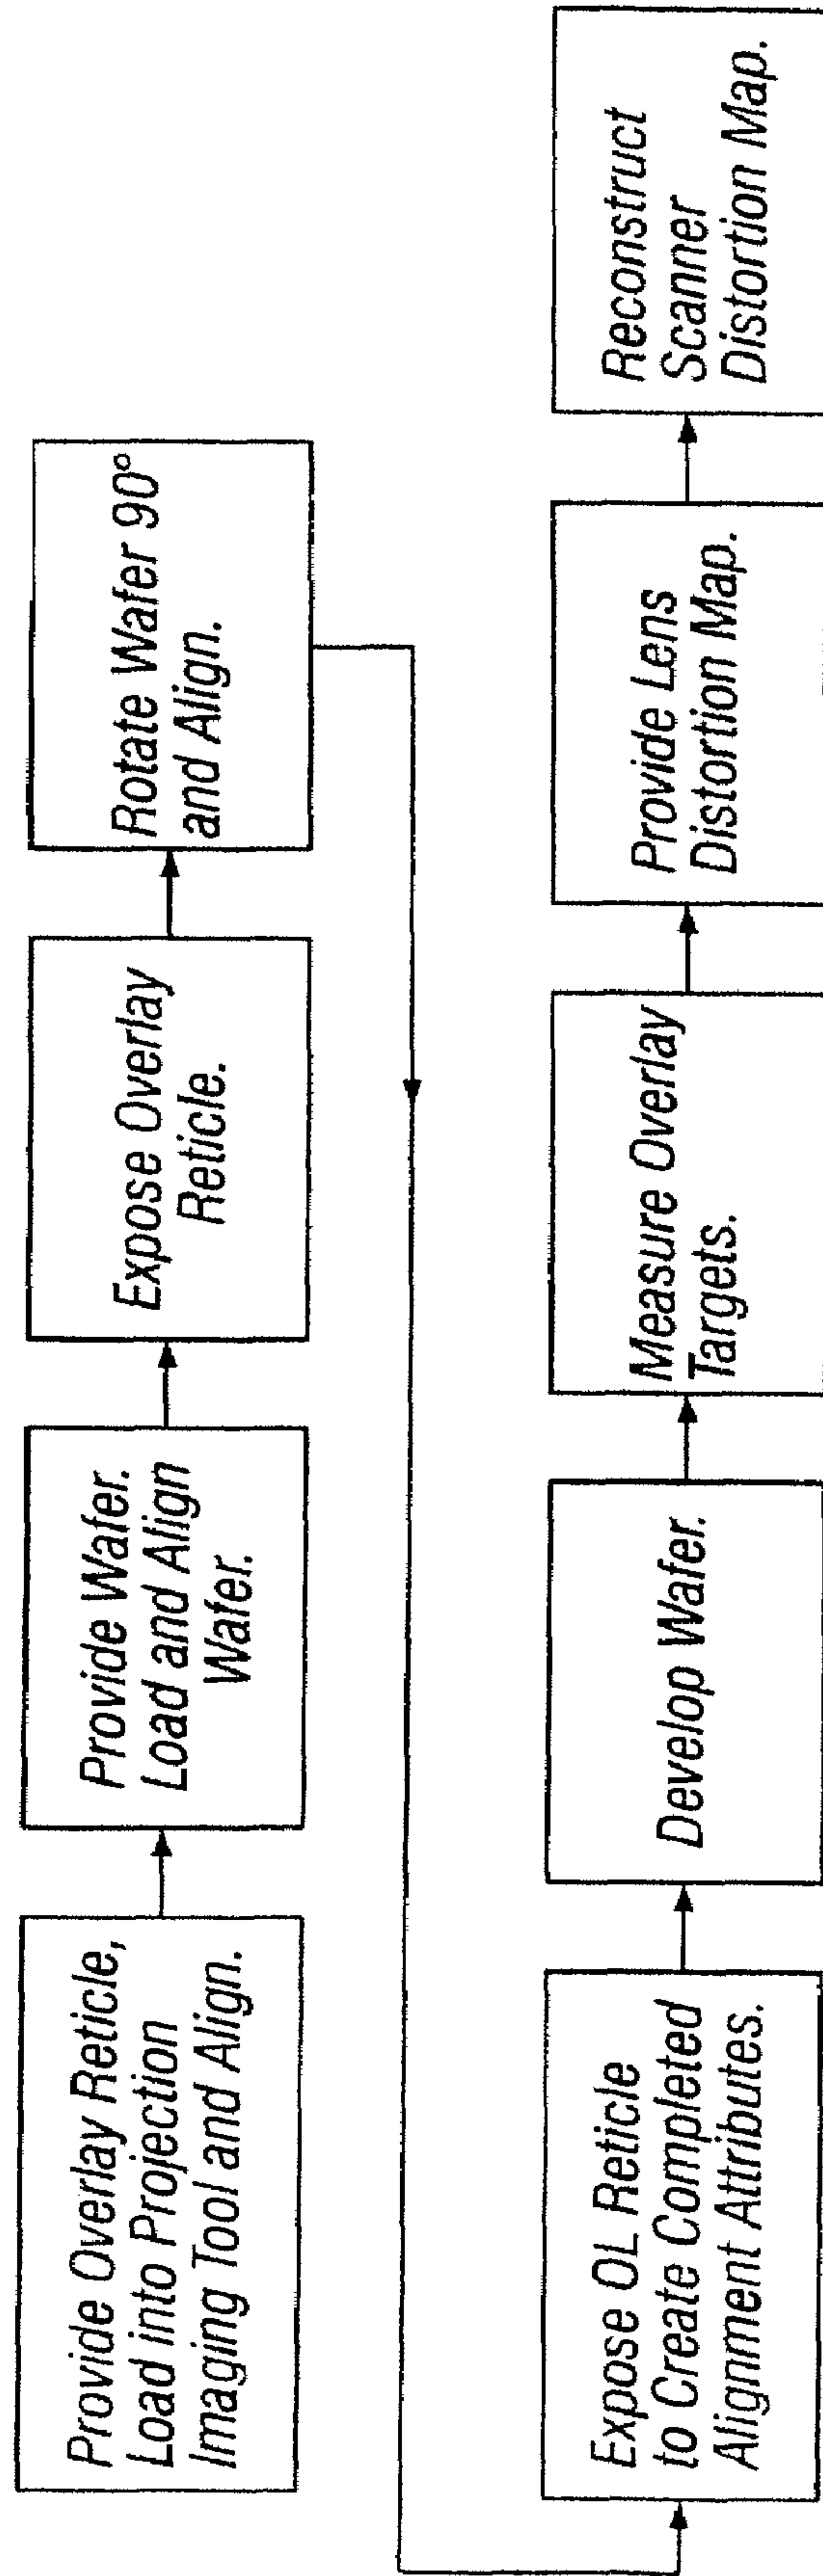 Provide Overlay Reticle,
Load into Projection
Imaging Tool and Align.
Provide Wafer.
Load and Align
Wafer.
Expose Overlay
Reticle.
Rotate Wafer 90°
and Align.
Expose OL Reticle
to Create Completed
Alignment Attributes.
Develop Wafer.
Measure Overlay
Targets.
Provide Lens
Distortion Map.
Reconstruct
Scanner
Distortion Map.